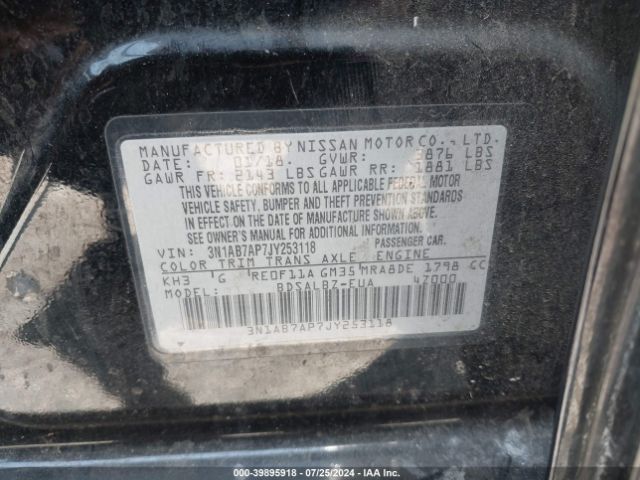 MANUFACTURED BY NISSAN MOTOR CO., LTD.
DATE: 01/18. GVWR: 3876 LBS
GAWR FR: 2143 LBS GAWR RR: 1881 LBS
THIS VEHICLE CONFORMS TO ALL APPLICABLE FEDERAL MOTOR
VEHICLE SAFETY, BUMPER AND THEFT PREVENTION STANDARDS
IN EFFECT ON THE DATE OF MANUFACTURE SHOWN ABOVE.
SEE OWNER'S MANUAL FOR ADDITIONAL INFORMATION.
VIN: 3N1AB7AP7JY253118 PASSENGER CAR.
COLOR TRIM TRANS AXLE ENGINE
KH3 G RE0F11A GM35 MRA8DE 1798 CC
MODEL: BDSALBZ-EUA 4Z000
3N1AB7AP7JY253118
000-39895918 - 07/25/2024 - IAA Inc.